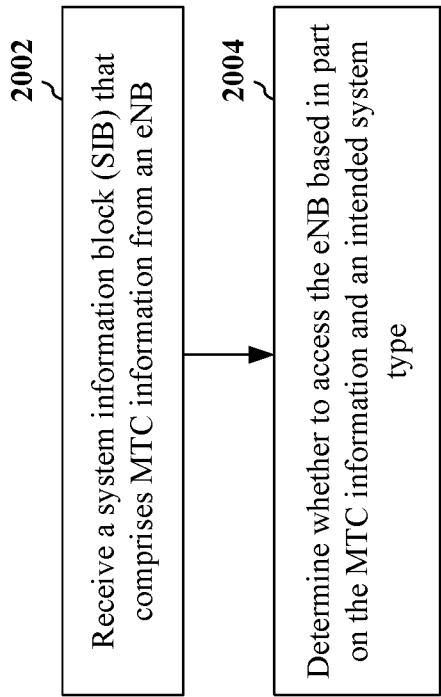 2002
Receive a system information block (SIB) that
comprises MTC information from an eNB
2004
Determine whether to access the eNB based in part
on the MTC information and an intended system
type